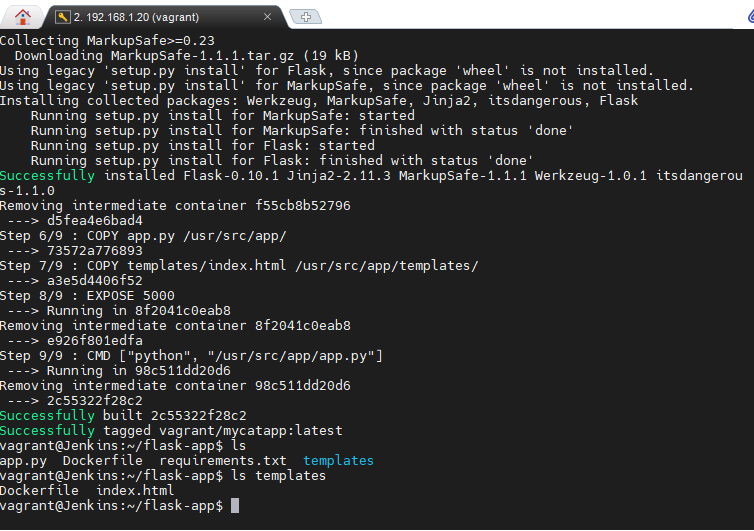 2. 192.168.1.20 (vagrant)
Collecting MarkupSafe>=0.23
  Downloading MarkupSafe-1.1.1.tar.gz (19 kB)
Using legacy 'setup.py install' for Flask, since package 'wheel' is not installed.
Using legacy 'setup.py install' for MarkupSafe, since package 'wheel' is not installed.
Installing collected packages: Werkzeug, MarkupSafe, Jinja2, itsdangerous, Flask
    Running setup.py install for MarkupSafe: started
    Running setup.py install for MarkupSafe: finished with status 'done'
    Running setup.py install for Flask: started
    Running setup.py install for Flask: finished with status 'done'
Successfully installed Flask-0.10.1 Jinja2-2.11.3 MarkupSafe-1.1.1 Werkzeug-1.0.1 itsdangerou
s-1.1.0
Removing intermediate container f55cb8b52796
 ---> d5fea4e6bad4
Step 6/9 : COPY app.py /usr/src/app/
 ---> 73572a776893
Step 7/9 : COPY templates/index.html /usr/src/app/templates/
 ---> a3e5d4406f52
Step 8/9 : EXPOSE 5000
 ---> Running in 8f2041c0eab8
Removing intermediate container 8f2041c0eab8
 ---> e926f801edfa
Step 9/9 : CMD ["python", "/usr/src/app/app.py"]
 ---> Running in 98c511dd20d6
Removing intermediate container 98c511dd20d6
 ---> 2c55322f28c2
Successfully built 2c55322f28c2
Successfully tagged vagrant/mycatapp:latest
vagrant@Jenkins:~/flask-app$ ls
app.py  Dockerfile  requirements.txt  templates
vagrant@Jenkins:~/flask-app$ ls templates
Dockerfile  index.html
vagrant@Jenkins:~/flask-app$